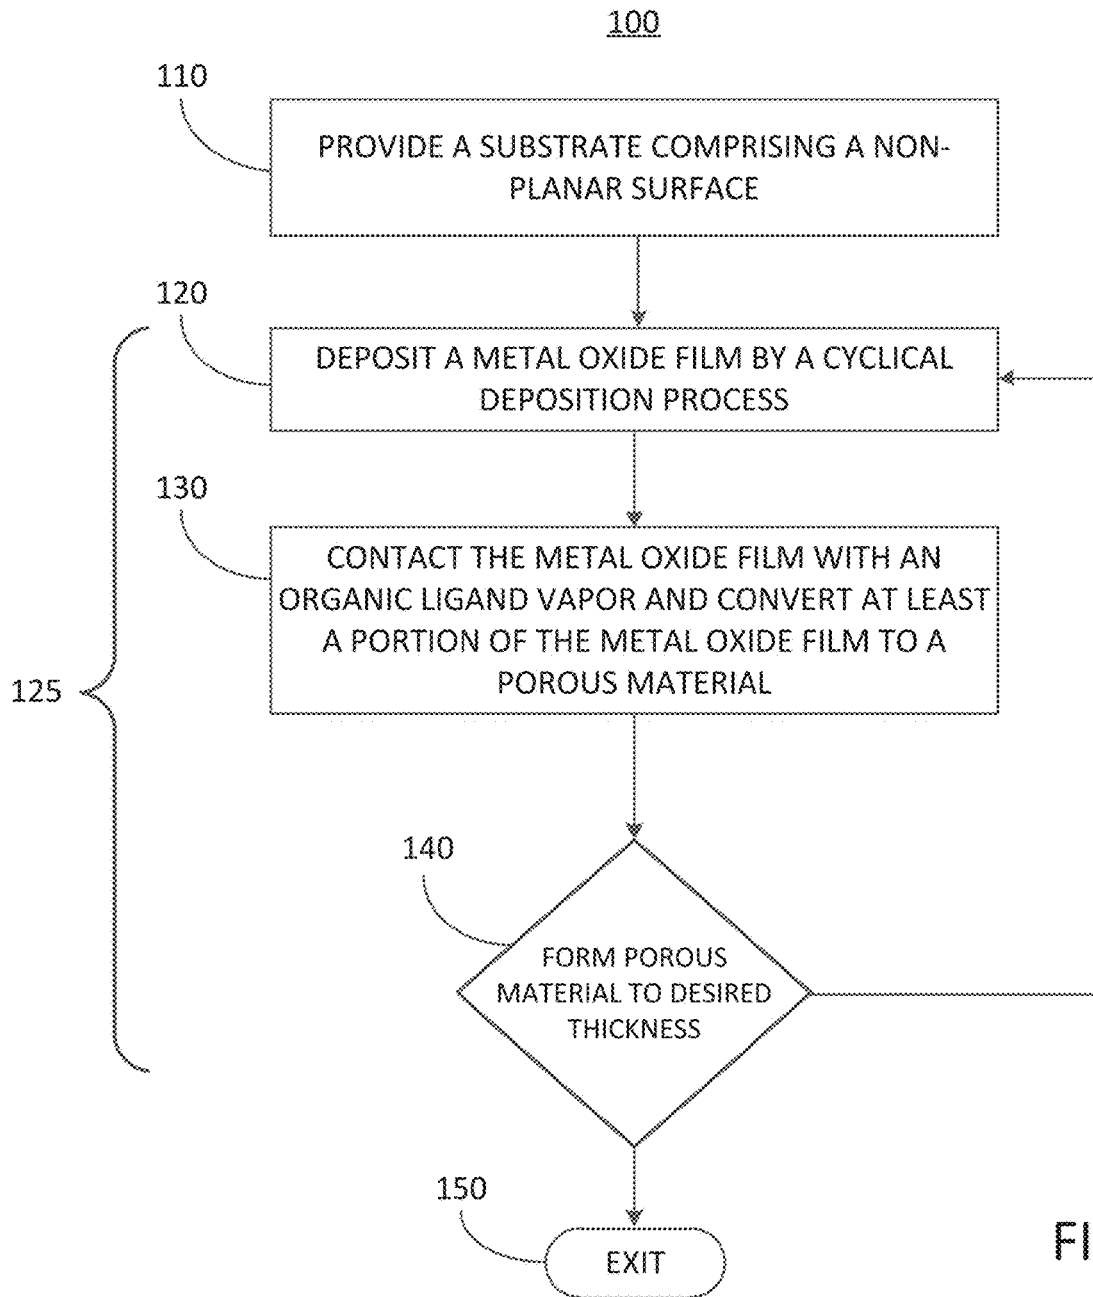 100
110
PROVIDE A SUBSTRATE COMPRISING A NON-
PLANAR SURFACE
120
DEPOSIT A METAL OXIDE FILM BY A CYCLICAL
DEPOSITION PROCESS
130
CONTACT THE METAL OXIDE FILM WITH AN
ORGANIC LIGAND VAPOR AND CONVERT AT LEAST
A PORTION OF THE METAL OXIDE FILM TO A
POROUS MATERIAL
125
140
FORM POROUS
MATERIAL TO DESIRED
THICKNESS
150
EXIT
FI